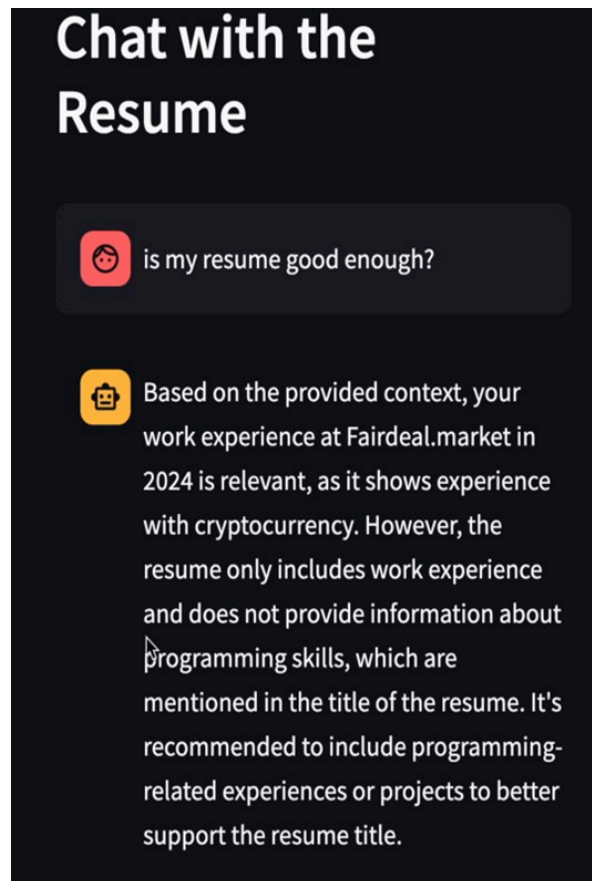 Chat with the
Resume
is my resume good enough?
Based on the provided context, your
work experience at Fairdeal.market in
2024 is relevant, as it shows experience
with cryptocurrency. However, the
resume only includes work experience
and does not provide information about
programming skills, which are
mentioned in the title of the resume. It's
recommended to include programming-
related experiences or projects to better
support the resume title.